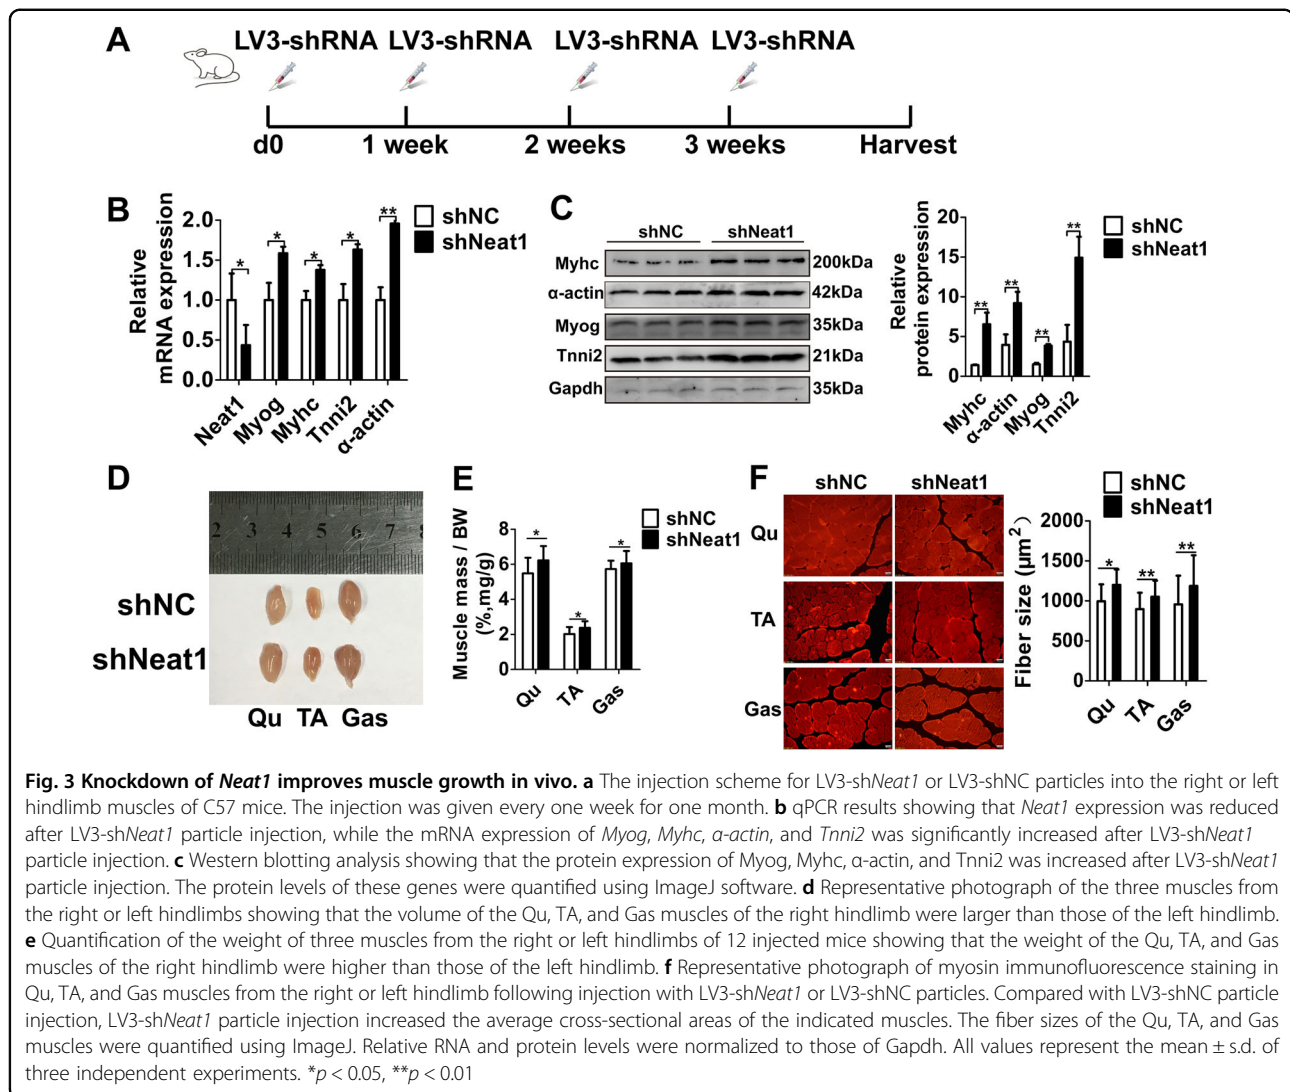 A
LV3-shRNA LV3-shRNA LV3-shRNA LV3-shRNA
d0 1 week 2 weeks 3 weeks Harvest
B
Relative
mRNA expression
2.0
1.5
1.0
0.5
0.0
* * * * **
shNC
shNeat1
Neat1 Myog Myhc Tnni2 α-actin
C
shNC shNeat1
Myhc 200kDa
α-actin 42kDa
Myog 35kDa
Tnni2 21kDa
Gapdh 35kDa
Relative
protein expression
20
15
10
5
0
** ** ** **
shNC
shNeat1
Myhc α-actin Myog Tnni2
D
2 3 4 5 6 7 8
shNC
shNeat1
Qu TA Gas
E
Muscle mass / BW
(%,mg/g)
8
6
4
2
0
* * *
shNC
shNeat1
Qu TA Gas
F
shNC shNeat1
Qu
TA
Gas
Fiber size (μm²)
2000
1500
1000
500
0
* ** **
shNC
shNeat1
Qu TA Gas
Fig. 3 Knockdown of Neat1 improves muscle growth in vivo. a The injection scheme for LV3-shNeat1 or LV3-shNC particles into the right or left
hindlimb muscles of C57 mice. The injection was given every one week for one month. b qPCR results showing that Neat1 expression was reduced
after LV3-shNeat1 particle injection, while the mRNA expression of Myog, Myhc, α-actin, and Tnni2 was significantly increased after LV3-shNeat1
particle injection. c Western blotting analysis showing that the protein expression of Myog, Myhc, α-actin, and Tnni2 was increased after LV3-shNeat1
particle injection. The protein levels of these genes were quantified using ImageJ software. d Representative photograph of the three muscles from
the right or left hindlimbs showing that the volume of the Qu, TA, and Gas muscles of the right hindlimb were larger than those of the left hindlimb.
e Quantification of the weight of three muscles from the right or left hindlimbs of 12 injected mice showing that the weight of the Qu, TA, and Gas
muscles of the right hindlimb were higher than those of the left hindlimb. f Representative photograph of myosin immunofluorescence staining in
Qu, TA, and Gas muscles from the right or left hindlimb following injection with LV3-shNeat1 or LV3-shNC particles. Compared with LV3-shNC particle
injection, LV3-shNeat1 particle injection increased the average cross-sectional areas of the indicated muscles. The fiber sizes of the Qu, TA, and Gas
muscles were quantified using ImageJ. Relative RNA and protein levels were normalized to those of Gapdh. All values represent the mean ± s.d. of
three independent experiments. *p < 0.05, **p < 0.01